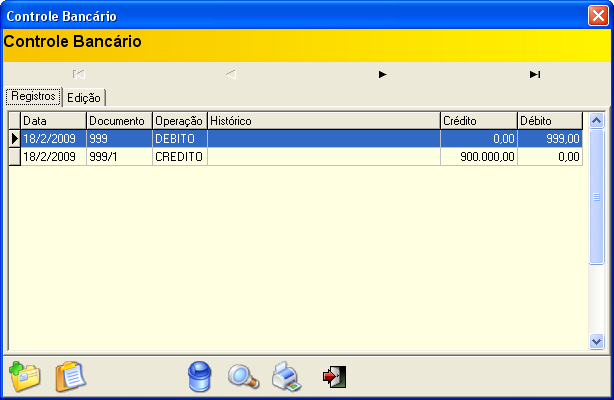 Controle Bancário
Controle Bancário
Registros Edição
Data Documento Operação Histórico Crédito Débito
18/2/2009 999 DEBITO 0,00 999,00
18/2/2009 999/1 CREDITO 900.000,00 0,00